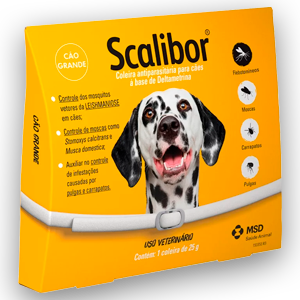 CÃO
GRANDE
Scalibor®
Coleira antiparasitária para cães
à base de Deltametrina
• Controle dos mosquitos
vetores da LEISHMANIOSE
em cães;
• Controle de moscas como
Stomoxys calcitrans e
Musca domestica;
• Auxiliar no controle
de infestações
causadas por
pulgas e carrapatos.
Flebotomíneos
Moscas
Carrapatos
Pulgas
CÃO GRANDE
USO VETERINÁRIO
Contém: 1 coleira de 25 g
MSD
Saúde Animal